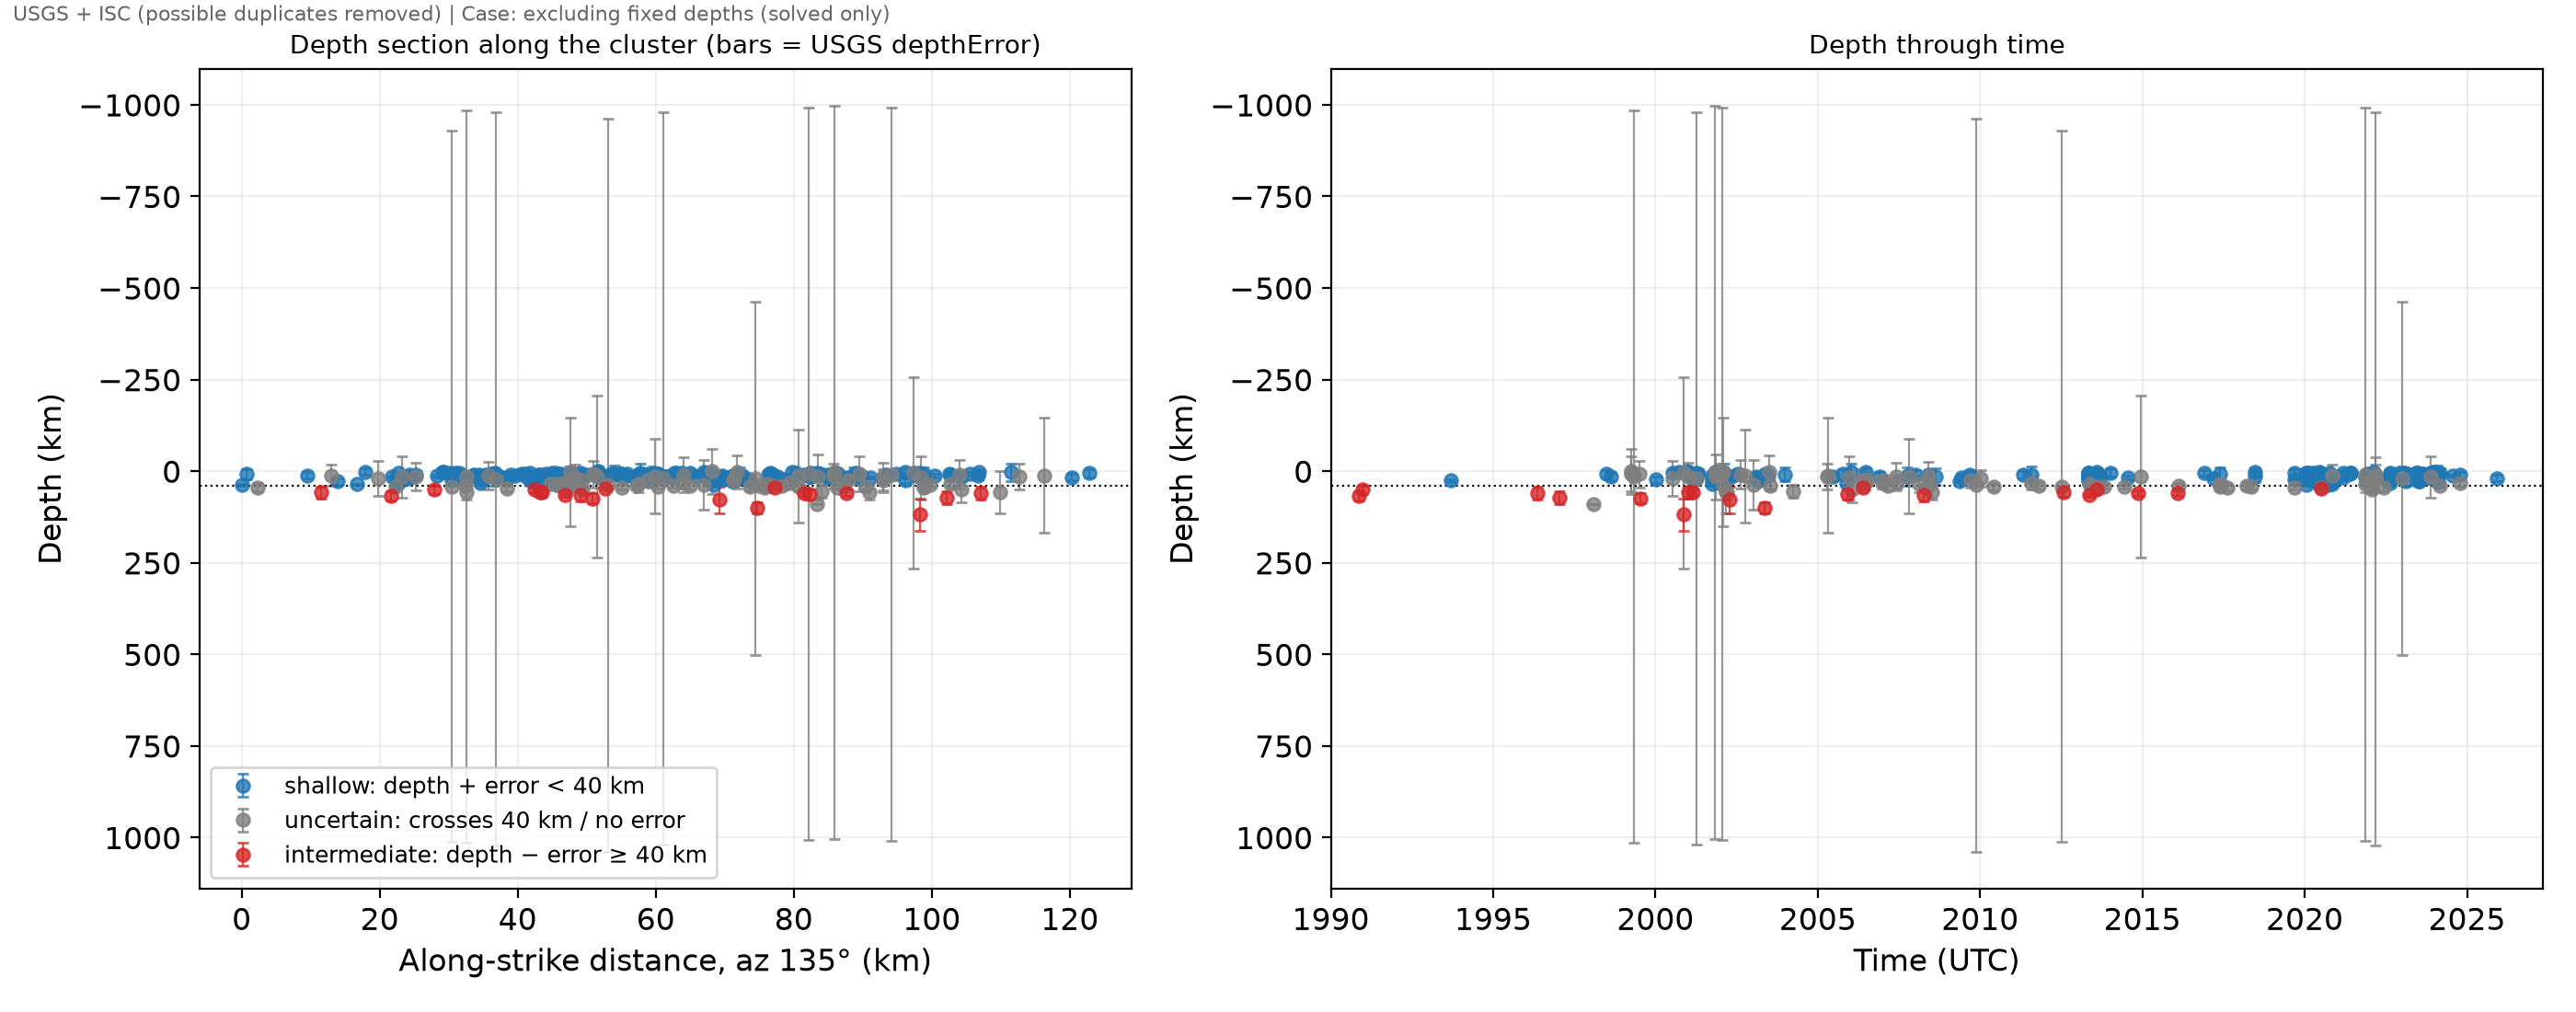 USGS + ISC (possible duplicates removed) | Case: excluding fixed depths (solved only)
Depth section along the cluster (bars = USGS depthError)
−1000
−750
−500
−250
0
250
500
750
1000
Depth (km)
shallow: depth + error < 40 km
uncertain: crosses 40 km / no error
intermediate: depth − error ≥ 40 km
0 20 40 60 80 100 120
Along-strike distance, az 135° (km)
Depth through time
−1000
−750
−500
−250
0
250
500
750
1000
Depth (km)
1990 1995 2000 2005 2010 2015 2020 2025
Time (UTC)